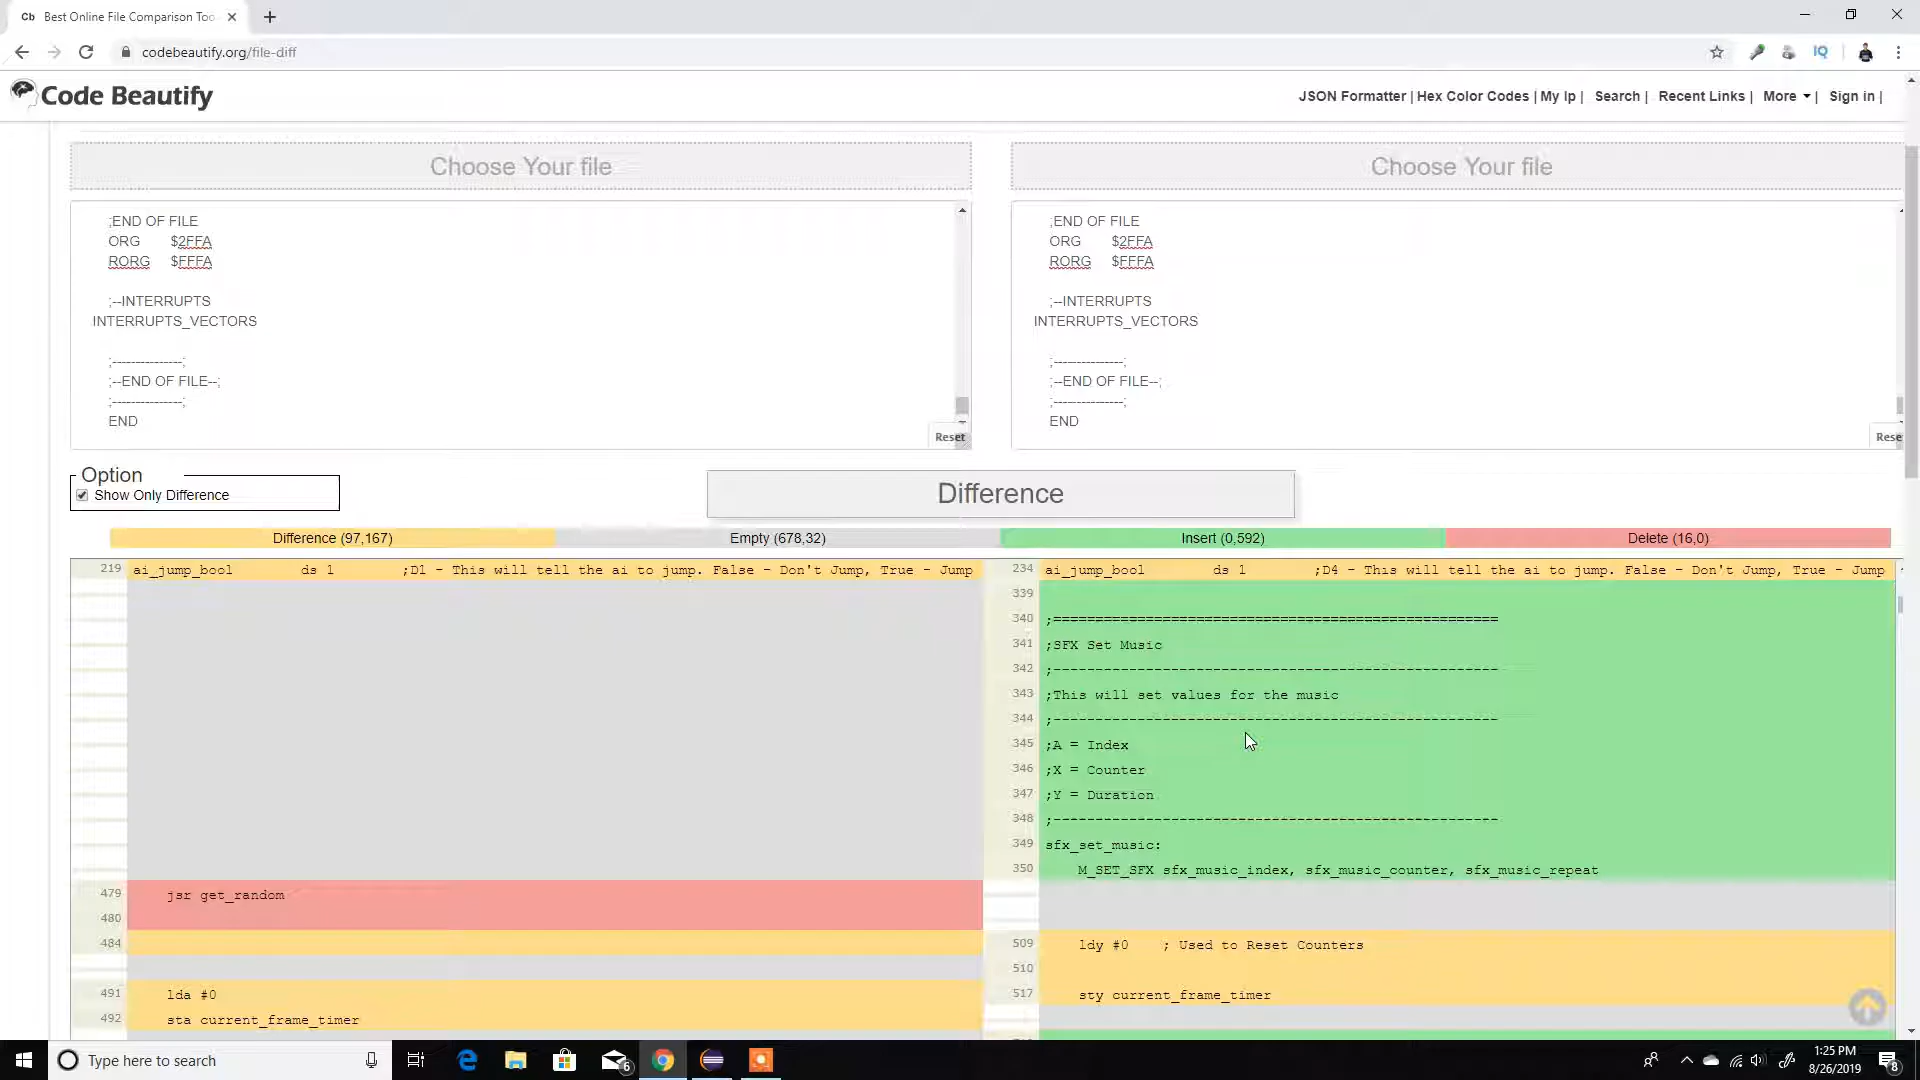 Cb Best Online File Comparison Too
codebeautify.org/file-diff
IQ
Code Beautify
JSON Formatter | Hex Color Codes | My Ip | Search | Recent Links | More | Sign in |
Choose Your file
Choose Your file
;END OF FILE
ORG $2FFA
RORG $FFFA
;--INTERRUPTS
INTERRUPTS_VECTORS
;---------------;
;--END OF FILE--;
;---------------;
END
Reset
;END OF FILE
ORG $2FFA
RORG $FFFA
;--INTERRUPTS
INTERRUPTS_VECTORS
;---------------;
;--END OF FILE--;
;---------------;
END
Rese
Option
Show Only Difference
Difference
Difference (97,167) Empty (678,32) Insert (0,592) Delete (16,0)
219 ai_jump_bool ds 1 ;D1 - This will tell the ai to jump. False - Don't Jump, True - Jump
479 jsr get_random
480
484
491 lda #0
492 sta current_frame_timer
234 ai_jump_bool ds 1 ;D4 - This will tell the ai to jump. False - Don't Jump, True - Jump
339
340 ;=====================================================
341 ;SFX Set Music
342 ;-----------------------------------------------------
343 ;This will set values for the music
344 ;-----------------------------------------------------
345 ;A = Index
346 ;X = Counter
347 ;Y = Duration
348 ;-----------------------------------------------------
349 sfx_set_music:
350 M_SET_SFX sfx_music_index, sfx_music_counter, sfx_music_repeat
509 ldy #0 ; Used to Reset Counters
510
517 sty current_frame_timer
Type here to search
6
1:25 PM
8/26/2019
8